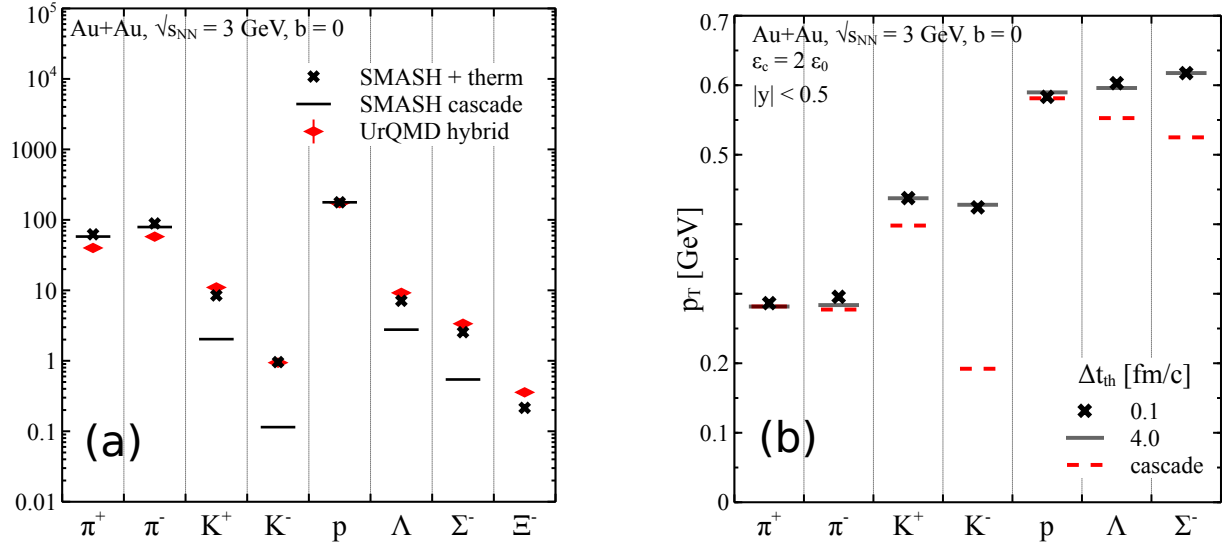 Au+Au, √sNN = 3 GeV, b = 0
SMASH + therm
SMASH cascade
UrQMD hybrid
10⁵
10⁴
1000
100
10
1
0.1
0.01
(a)
π⁺ π⁻ K⁺ K⁻ p Λ Σ⁻ Ξ⁻
Au+Au, √sNN = 3 GeV, b = 0
εc = 2 ε0
|y| < 0.5
pT [GeV]
0.7
0.6
0.5
0.2
0.1
0
Δtth [fm/c]
0.1
4.0
cascade
(b)
π⁺ π⁻ K⁺ K⁻ p Λ Σ⁻